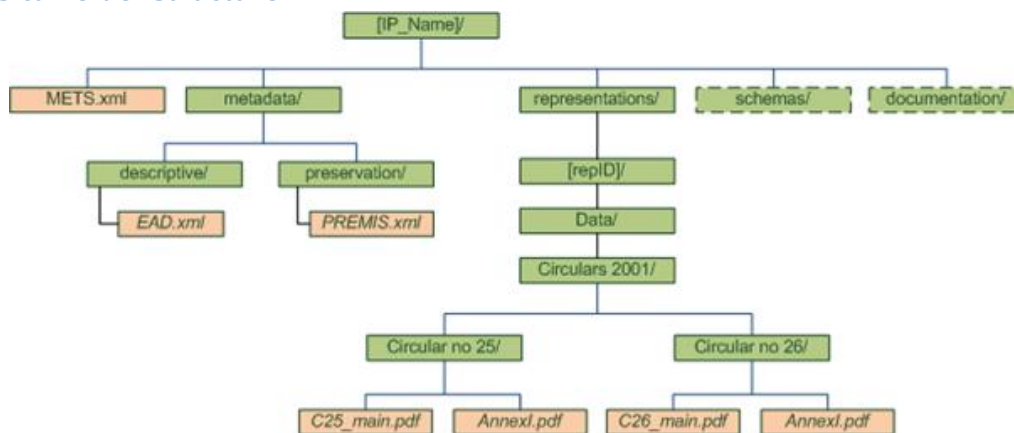 [IP_Name]/
METS.xml
metadata/
representations/
schemas/
documentation/
descriptive/
preservation/
[repID]/
EAD.xml
PREMIS.xml
Data/
Circulars 2001/
Circular no 25/
Circular no 26/
C25_main.pdf
AnnexI.pdf
C26_main.pdf
AnnexI.pdf